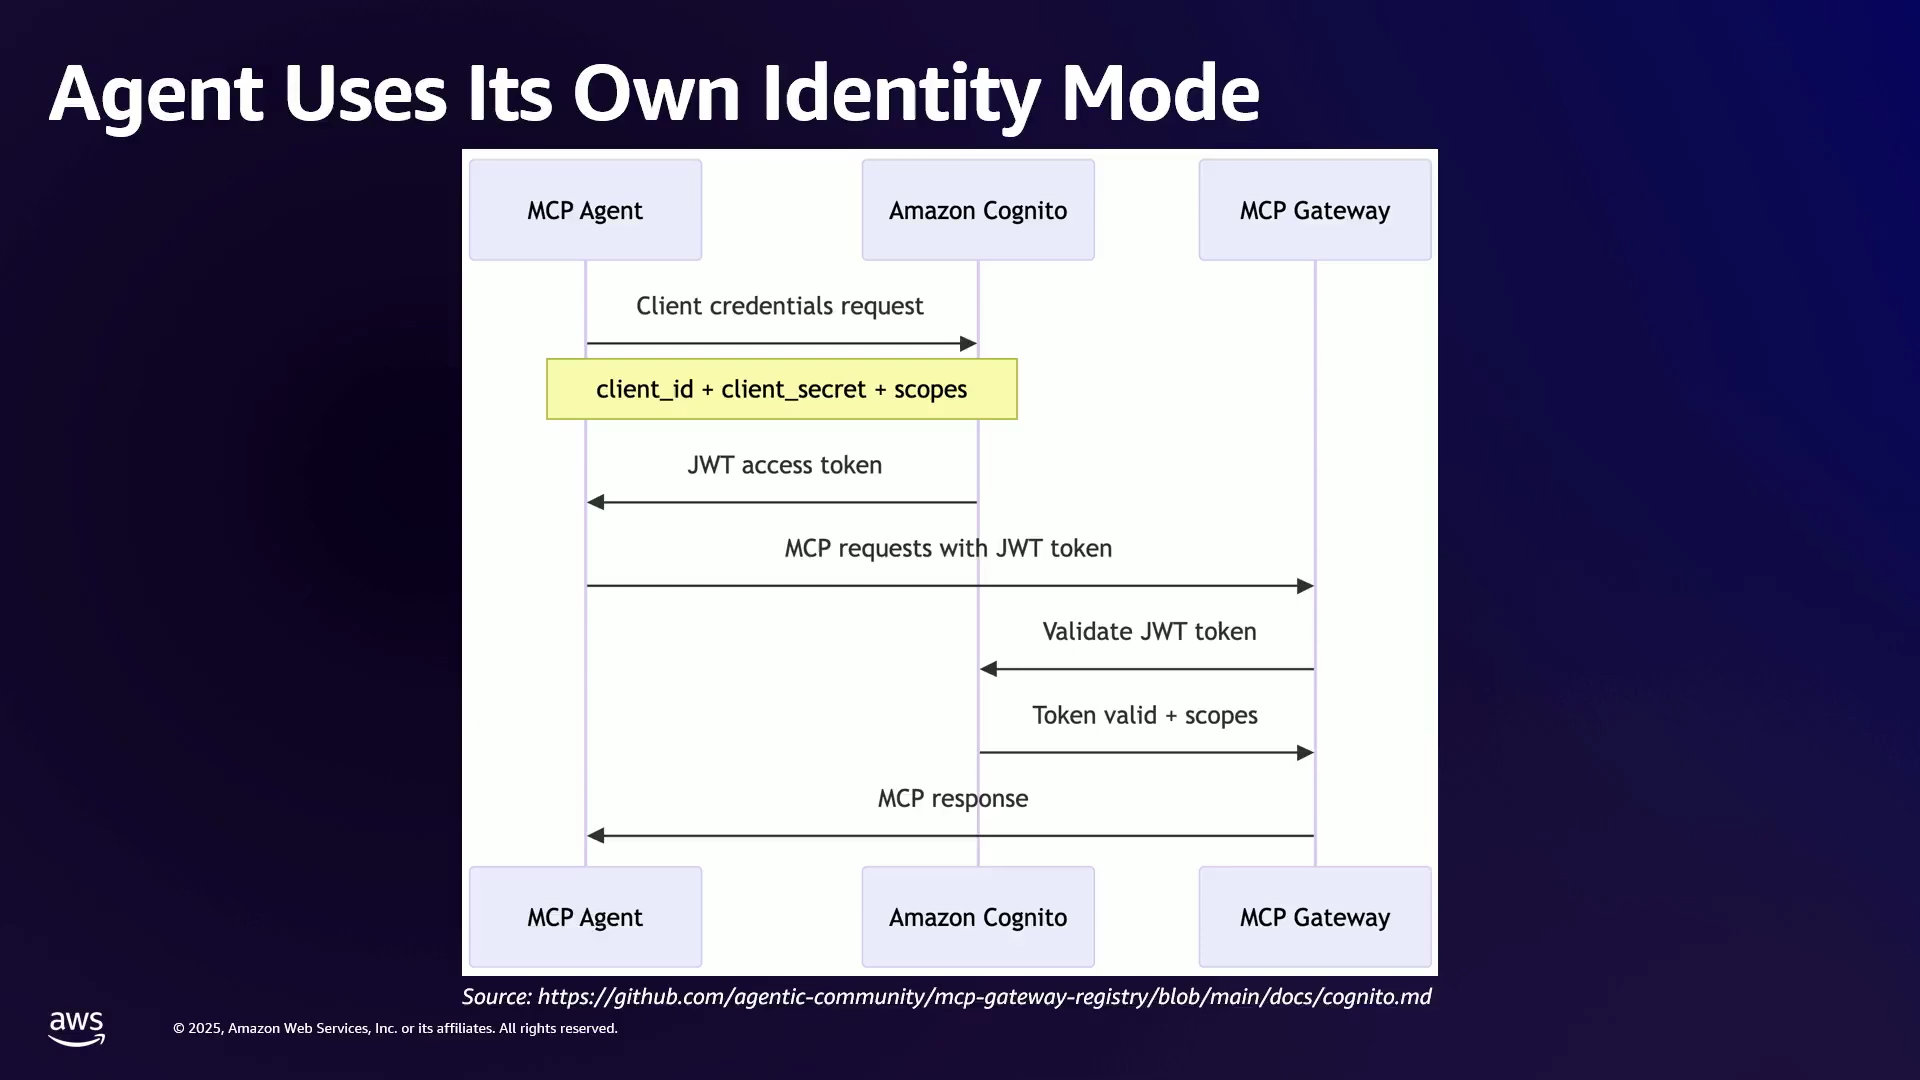 Agent Uses Its Own Identity Mode
MCP Agent
Amazon Cognito
MCP Gateway
Client credentials request
client_id + client_secret + scopes
JWT access token
MCP requests with JWT token
Validate JWT token
Token valid + scopes
MCP response
MCP Agent
Amazon Cognito
MCP Gateway
Source: https://github.com/agentic-community/mcp-gateway-registry/blob/main/docs/cognito.md
aws
© 2025, Amazon Web Services, Inc. or its affiliates. All rights reserved.